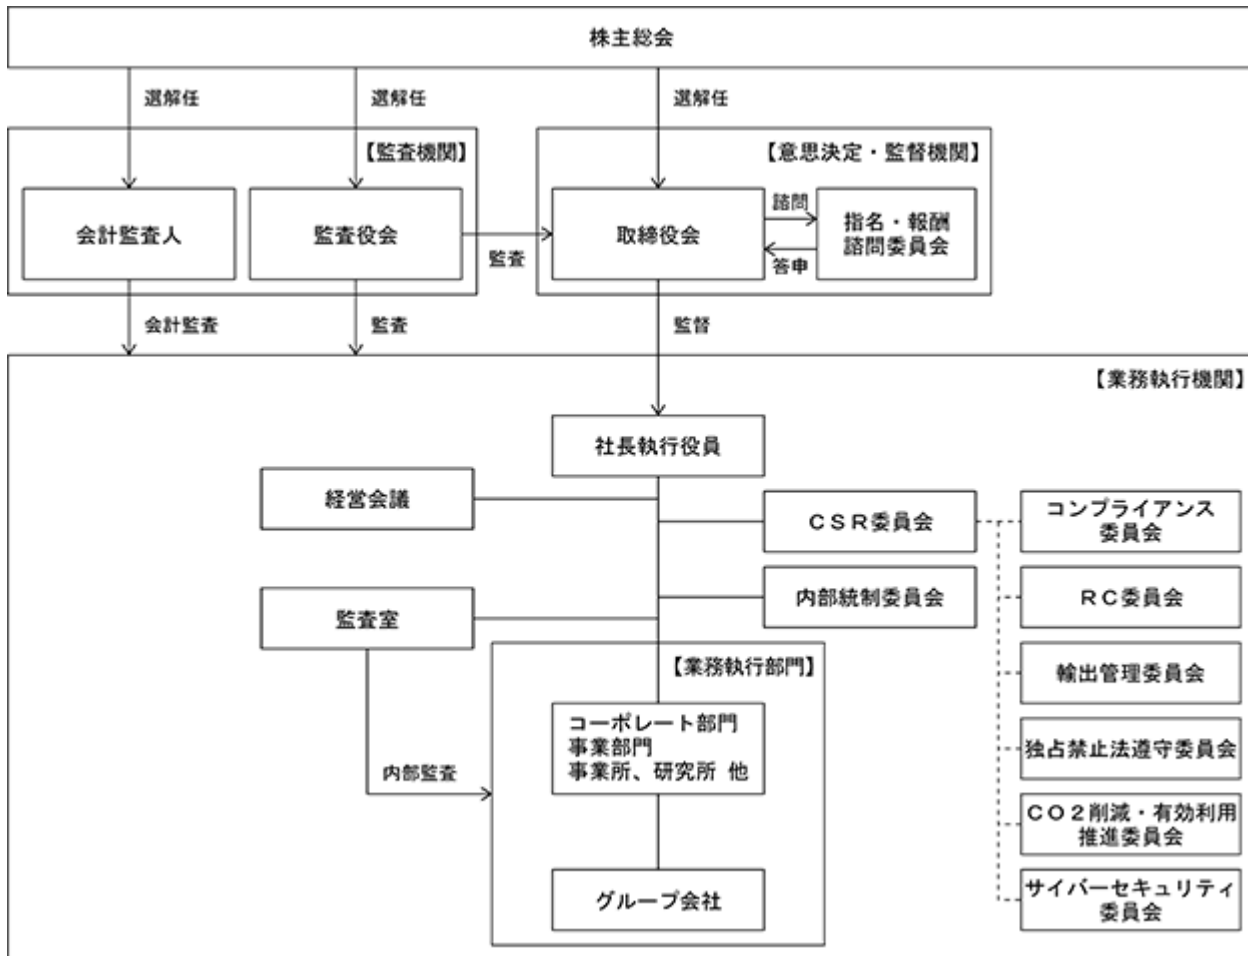 株主総会
選解任
選解任
選解任
【監査機関】
【意思決定・監督機関】
会計監査人
監査役会
監査
取締役会
諮問
答申
指名・報酬
諮問委員会
会計監査
監査
監督
【業務執行機関】
社長執行役員
経営会議
CSR委員会
コンプライアンス
委員会
監査室
内部統制委員会
RC委員会
【業務執行部門】
輸出管理委員会
コーポレート部門
事業部門
事業所、研究所 他
独占禁止法遵守委員会
内部監査
CO2削減・有効利用
推進委員会
グループ会社
サイバーセキュリティ
委員会